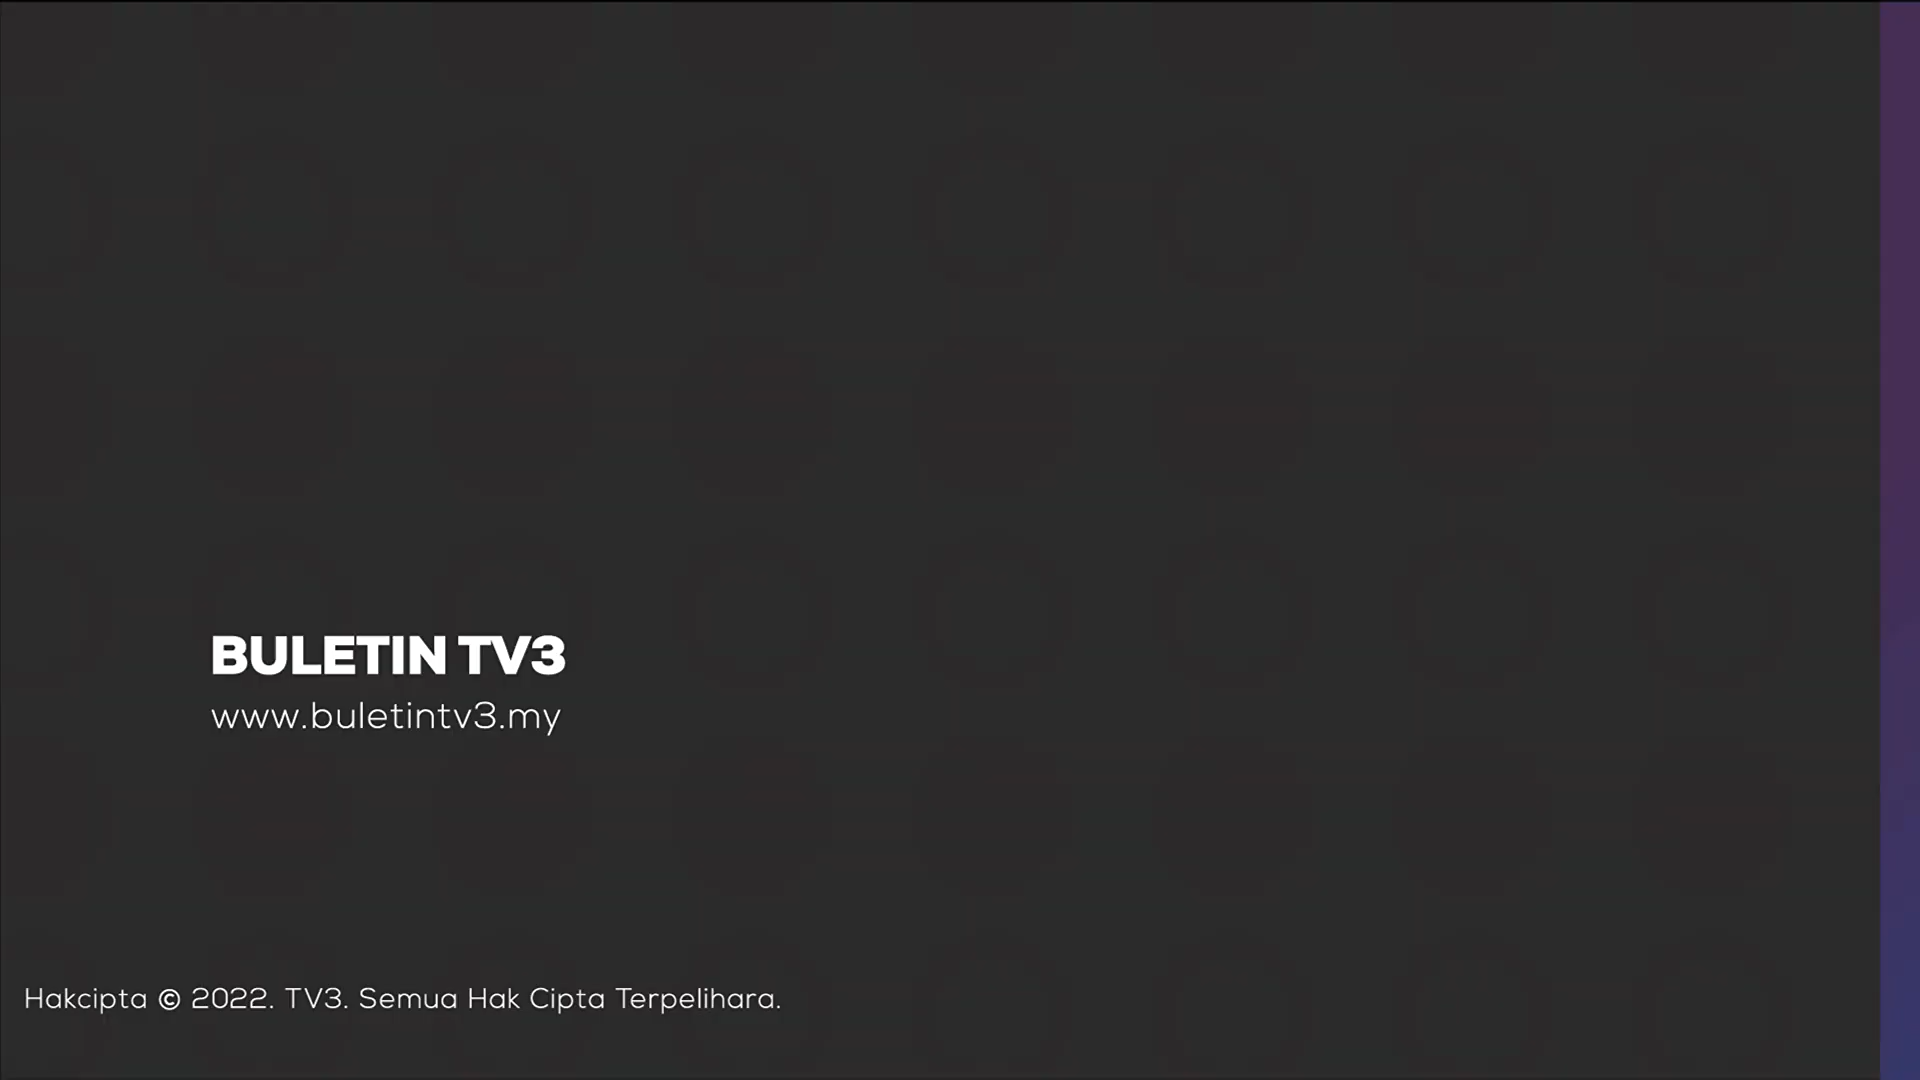 BULETIN TV3
www.buletintv3.my
Hakcipta © 2022. TV3. Semua Hak Cipta Terpelihara.